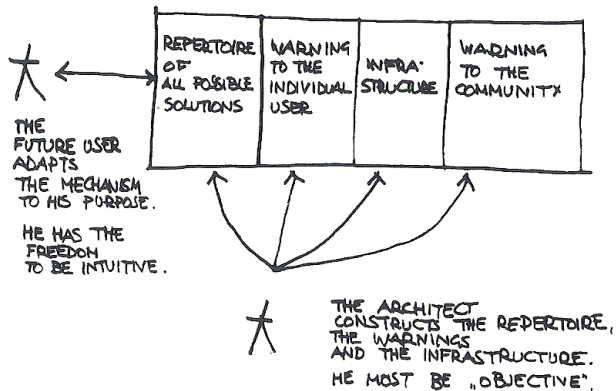 REPERTOIRE
OF
ALL POSSIBLE
SOLUTIONS
WARNING
TO THE
INDIVIDUAL
USER
INFRA-
STRUCTURE
WARNING
TO THE
COMMUNITY
THE
FUTURE USER
ADAPTS
THE MECHANISM
TO HIS PURPOSE.
HE HAS THE
FREEDOM
TO BE INTUITIVE.
THE ARCHITECT
CONSTRUCTS THE REPERTOIRE,
THE WARNINGS
AND THE INFRASTRUCTURE.
HE MOST BE „OBJECTIVE".